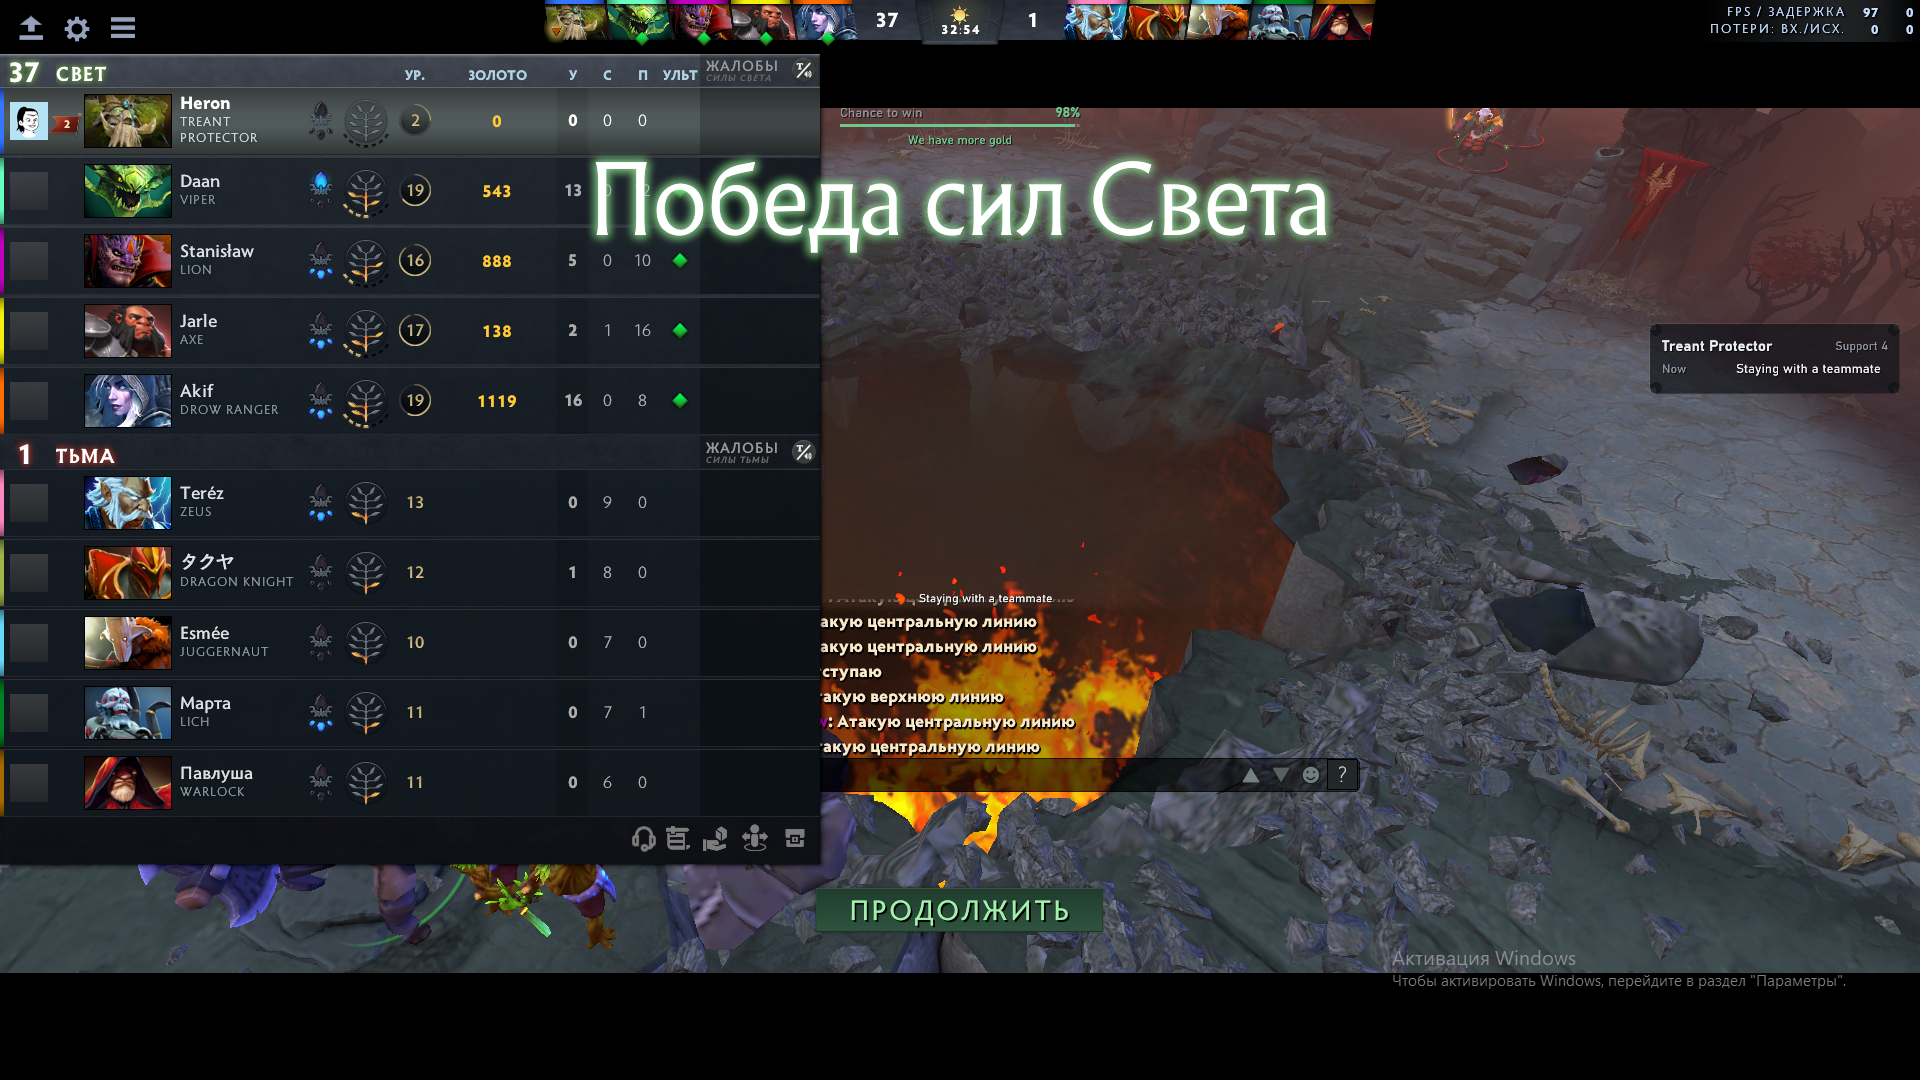 37
32:54
1
FPS / ЗАДЕРЖКА 97 0
ПОТЕРИ: ВХ./ИСХ. 0 0
37 СВЕТ УР. ЗОЛОТО У С П УЛЬТ ЖАЛОБЫ
СИЛЫ СВЕТА
2 Heron 2 0 0 0 0
TREANT
PROTECTOR
Chance to win 98%
We have more gold
Победа сил Света
Daan 19 543 13
VIPER
Stanisław 16 888 5 0 10
LION
Jarle 17 138 2 1 16
AXE
Akif 19 1119 16 0 8
DROW RANGER
Treant Protector Support 4
Now Staying with a teammate
1 ТЬМА ЖАЛОБЫ
СИЛЫ ТЬМЫ
Teréz 13 0 9 0
ZEUS
タクヤ 12 1 8 0
DRAGON KNIGHT
Esmée 10 0 7 0
JUGGERNAUT
Марта 11 0 7 1
LICH
Павлуша 11 0 6 0
WARLOCK
Staying with a teammate
акую центральную линию
акую центральную линию
ступаю
такую верхнюю линию
w: Атакую центральную линию
такую центральную линию
?
ПРОДОЛЖИТЬ
Активация Windows
Чтобы активировать Windows, перейдите в раздел "Параметры".